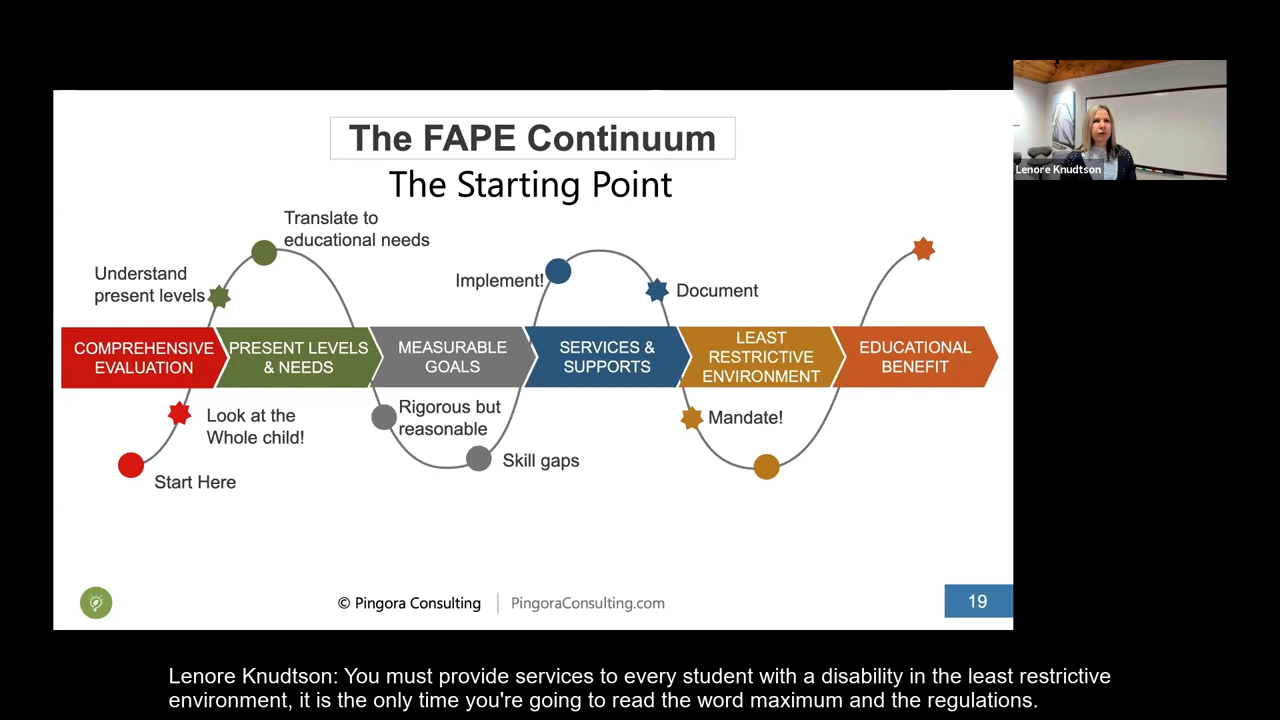 The FAPE Continuum
The Starting Point
Translate to
educational needs
Understand
present levels
Implement!
Document
COMPREHENSIVE
EVALUATION
PRESENT LEVELS
& NEEDS
MEASURABLE
GOALS
SERVICES &
SUPPORTS
LEAST
RESTRICTIVE
ENVIRONMENT
EDUCATIONAL
BENEFIT
Look at the
Whole child!
Start Here
Rigorous but
reasonable
Skill gaps
Mandate!
© Pingora Consulting
PingoraConsulting.com
19
Lenore Knudtson
Lenore Knudtson: You must provide services to every student with a disability in the least restrictive
environment, it is the only time you're going to read the word maximum and the regulations.